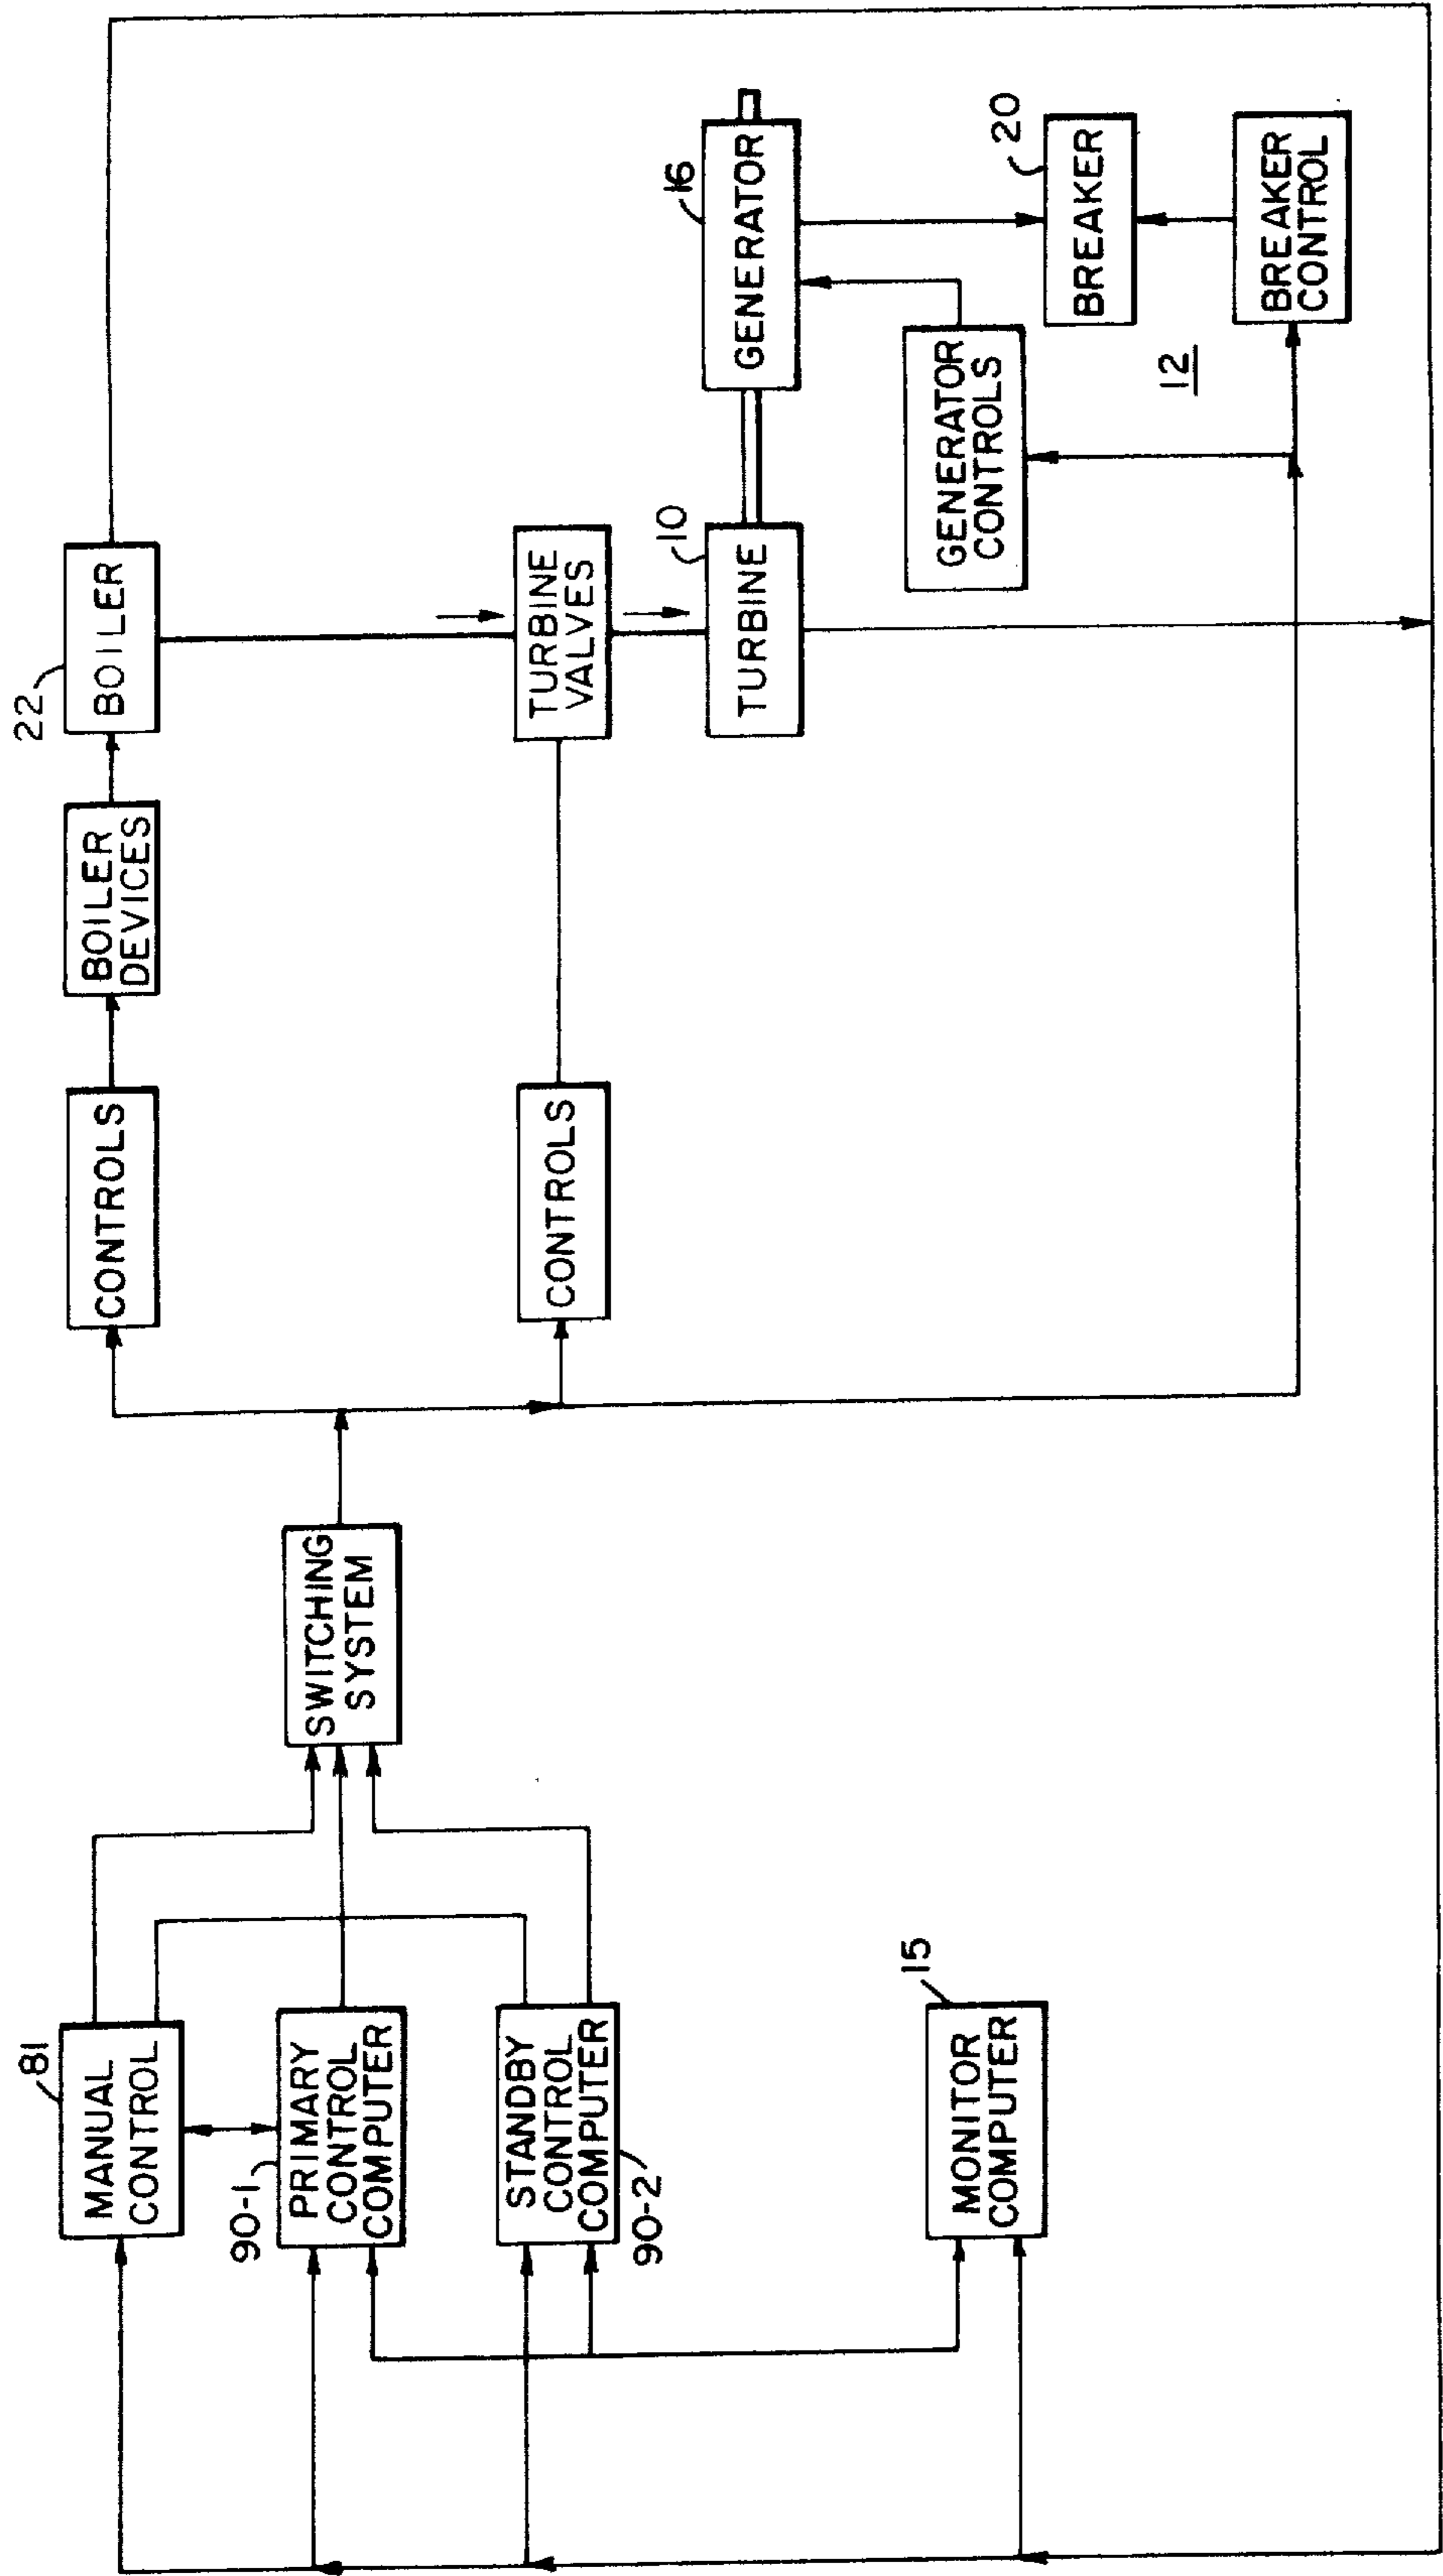 22
BOILER
BOILER
DEVICES
CONTROLS
TURBINE
VALVES
CONTROLS
10
TURBINE
16
GENERATOR
GENERATOR
CONTROLS
20
BREAKER
BREAKER
CONTROL
12
SWITCHING
SYSTEM
81
MANUAL
CONTROL
90-1
PRIMARY
CONTROL
COMPUTER
STANDBY
CONTROL
COMPUTER
90-2
15
MONITOR
COMPUTER